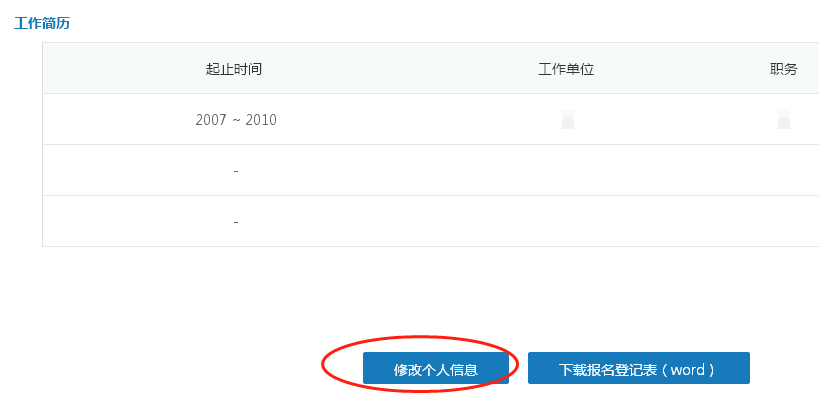 工作简历
起止时间 工作单位 职务
2007 ~ 2010
-
-
修改个人信息 下载报名登记表（word）